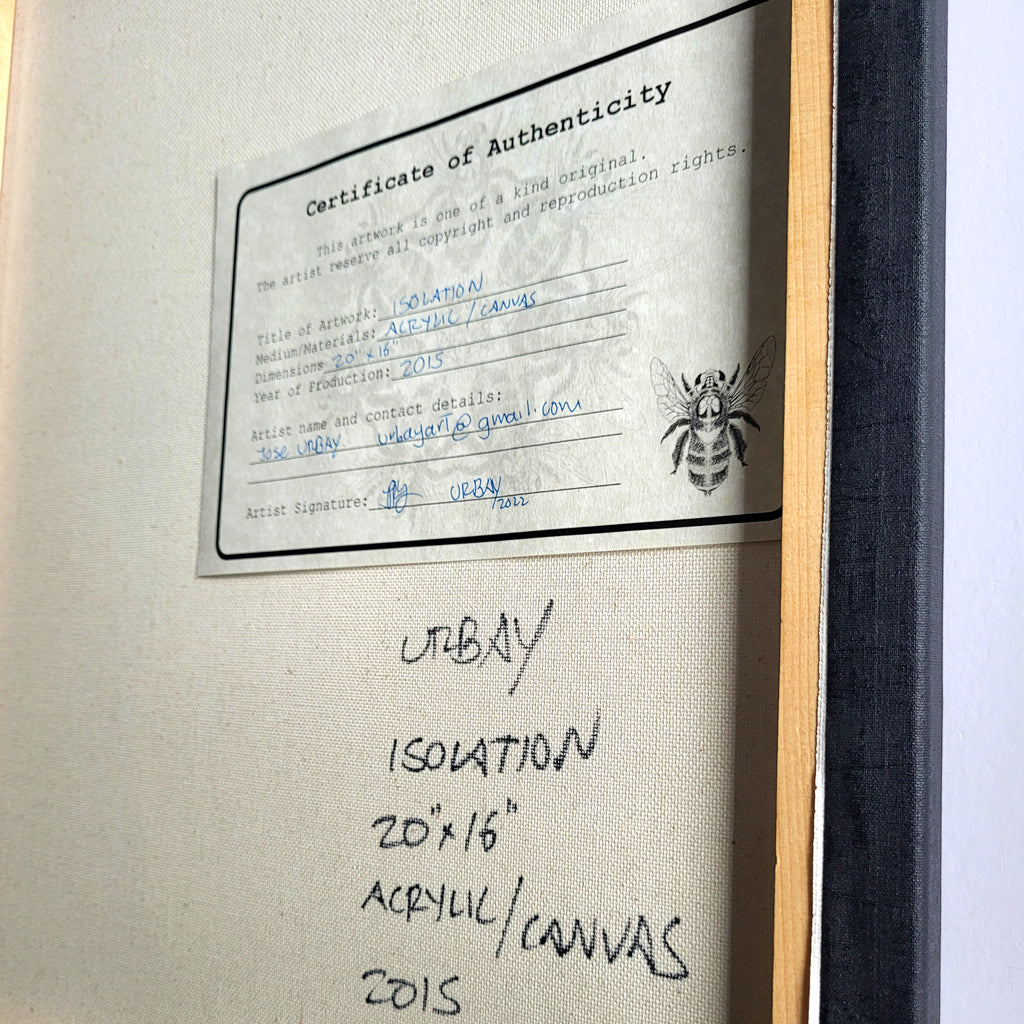 Certificate of Authenticity
This artwork is one of a kind original.
The artist reserve all copyright and reproduction rights.
Title of Artwork: ISOLATION
Medium/Materials: ACRYLIC/CANVAS
Dimensions 20" x 16"
Year of Production: 2015
Artist name and contact details:
Jose URBAY urbayart@gmail.com
Artist Signature: URBAY/2022
URBAY
ISOLATION
20" x 16"
ACRYLIC/CANVAS
2015